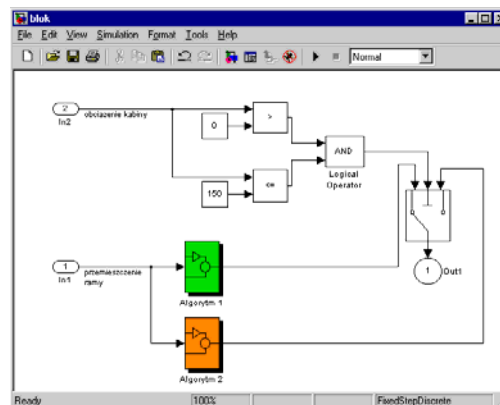 blok
File Edit View Simulation Format Tools Help
Normal
2
In2
obciazenie kabiny
>
0
<=
150
AND
Logical
Operator
1
Out1
1
In1
przemieszczenie
ramy
Algorytm 1
Algorytm 2
Ready 100% FixedStepDiscrete